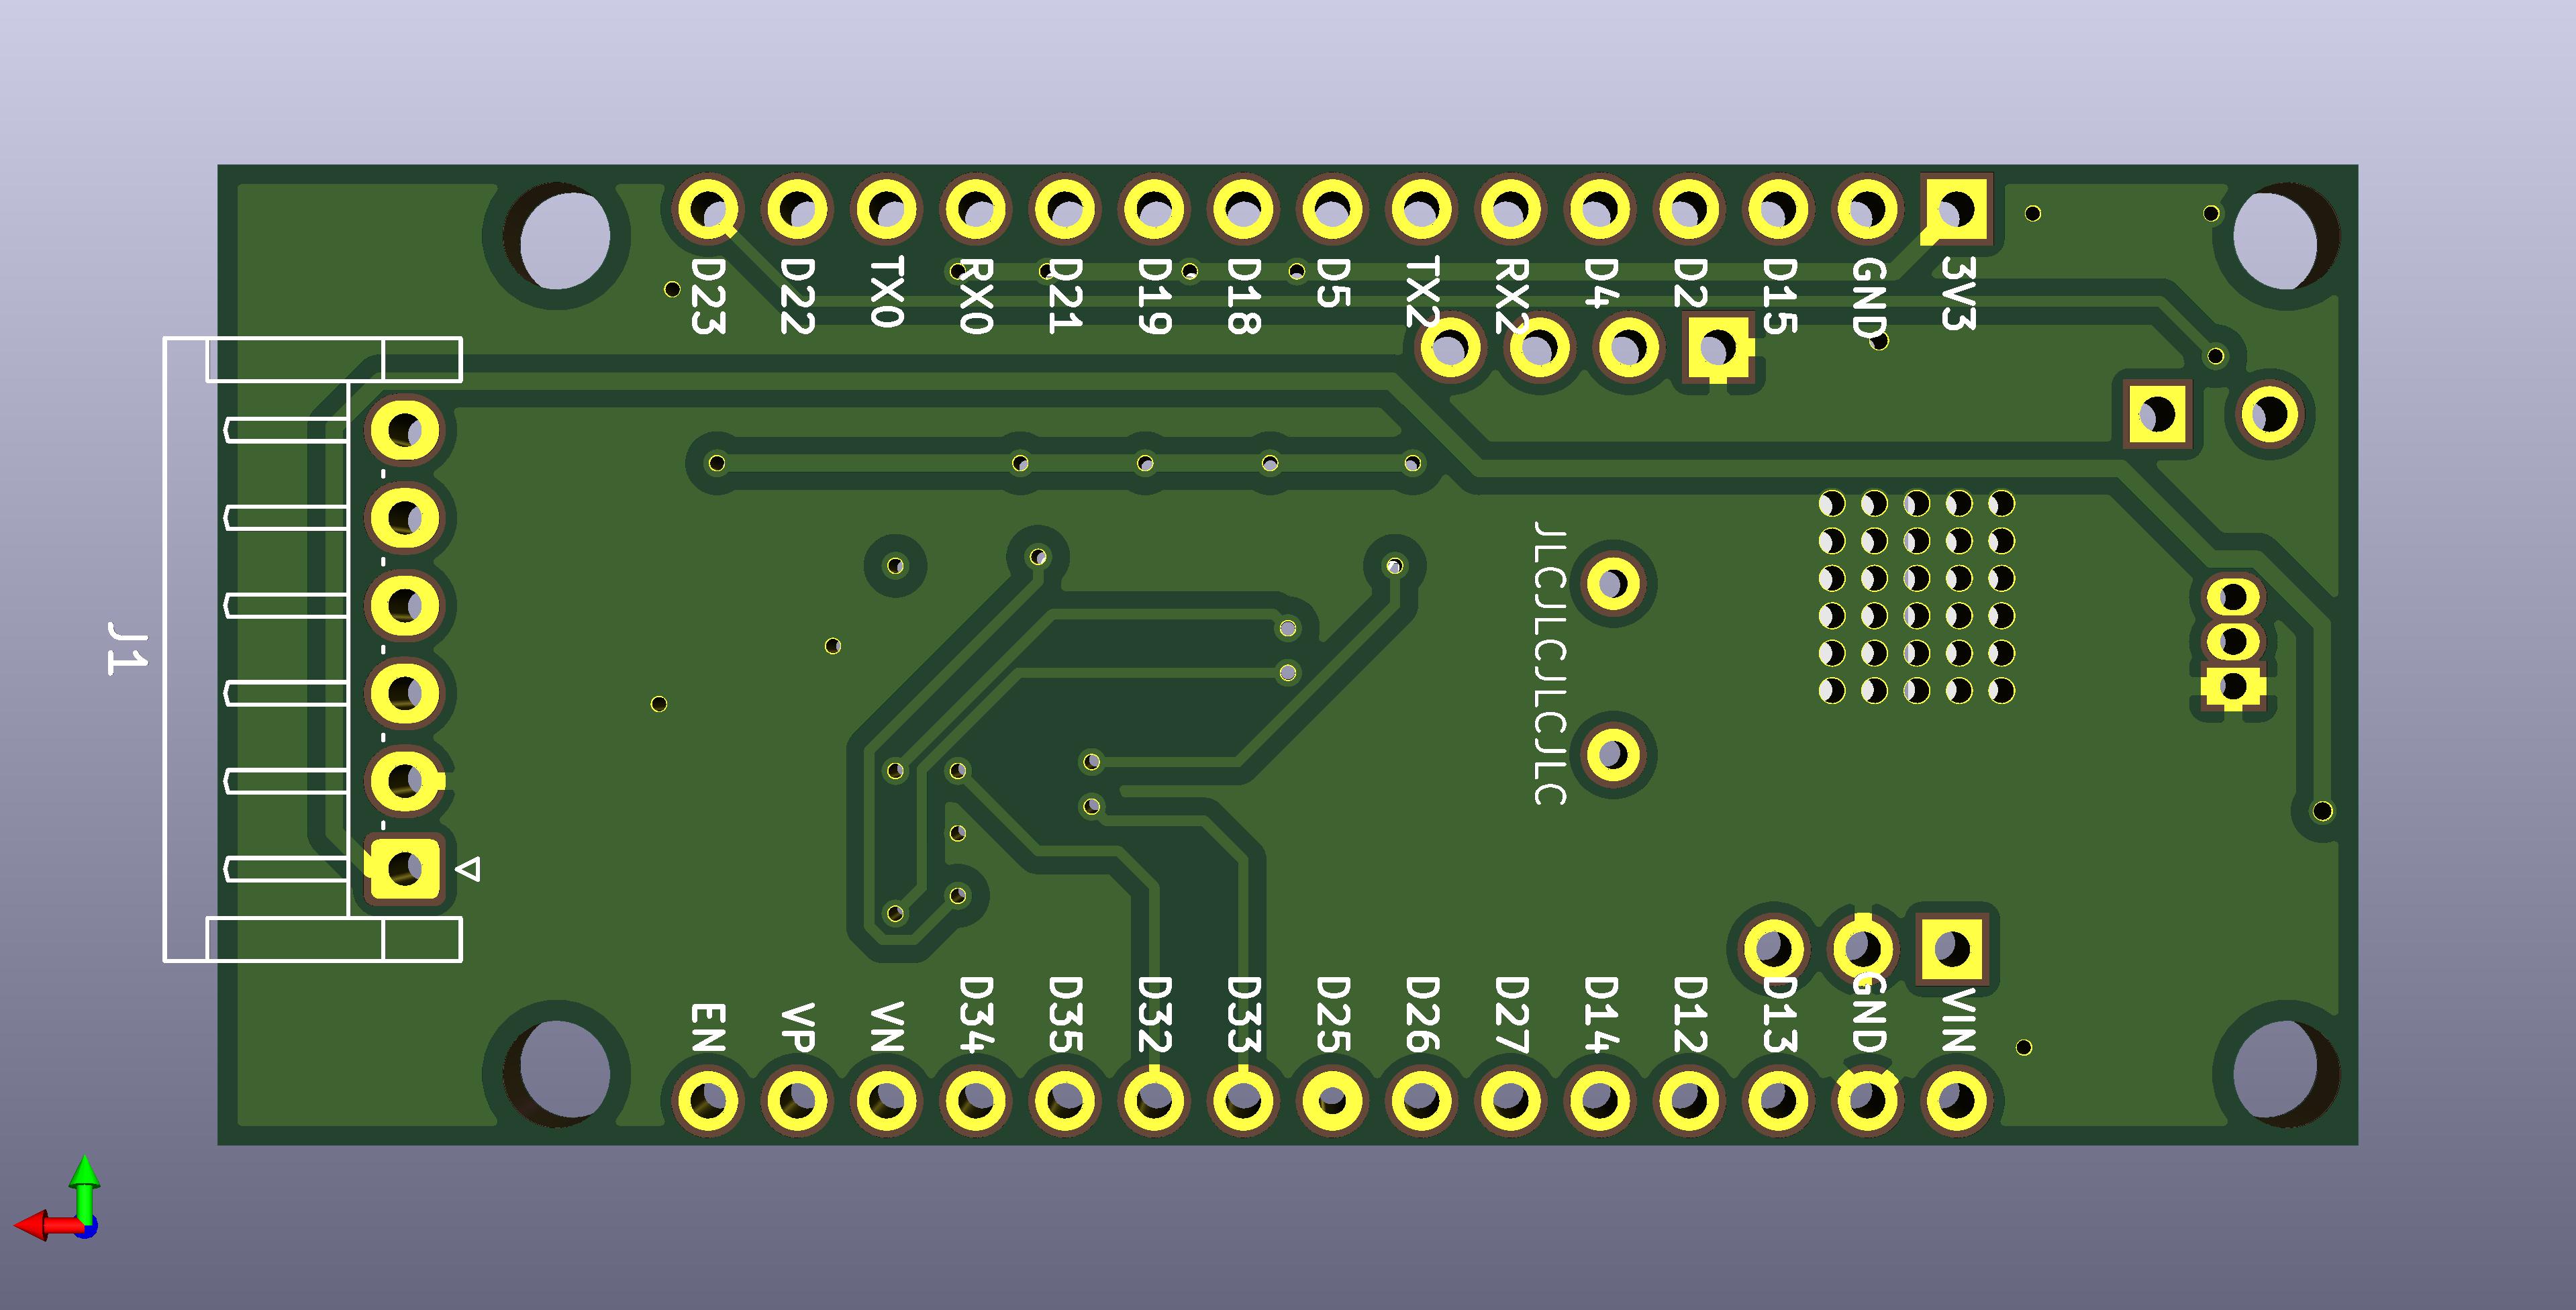 D23
D22
TX0
RX0
D21
D19
D18
D5
TX2
RX2
D4
D2
D15
GND
3V3
J1
JLCJLCJLCJLC
EN
VP
VN
D34
D35
D32
D33
D25
D26
D27
D14
D12
D13
GND
VIN